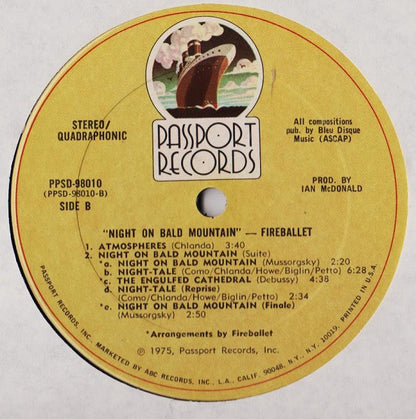 PASSPORT
RECORDS
STEREO/
QUADRAPHONIC
All compositions
pub. by Bleu Disque
Music (ASCAP)
PPSD-98010
(PPSD-98010-B)
SIDE B
PROD. BY
IAN McDONALD
"NIGHT ON BALD MOUNTAIN" — FIREBALLET
1. ATMOSPHERES (Chlanda) 3:40
2. NIGHT ON BALD MOUNTAIN (Suite)
*a. NIGHT ON BALD MOUNTAIN (Mussorgsky) 2:20
b. NIGHT-TALE (Como/Chlanda/Howe/Biglin/Petto) 6:28
*c. THE ENGULFED CATHEDRAL (Debussy) 4:38
d. NIGHT-TALE (Reprise)
(Como/Chlanda/Howe/Biglin/Petto) 2:34
*e. NIGHT ON BALD MOUNTAIN (Finale)
(Mussorgsky) 2:50
*Arrangements by Fireballet
Ⓟ 1975, Passport Records, Inc.
PASSPORT RECORDS, INC. MARKETED BY ABC RECORDS, INC., L.A., CALIF. 90048, N.Y., N.Y. 10019. PRINTED IN U.S.A.